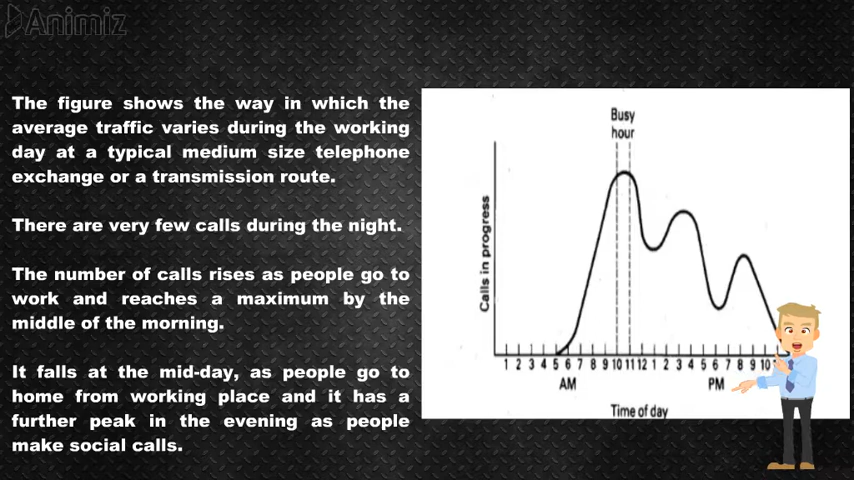 Animiz
The figure shows the way in which the
average traffic varies during the working
day at a typical medium size telephone
exchange or a transmission route.
There are very few calls during the night.
The number of calls rises as people go to
work and reaches a maximum by the
middle of the morning.
It falls at the mid-day, as people go to
home from working place and it has a
further peak in the evening as people
make social calls.
Busy
hour
Calls in progress
1 2 3 4 5 6 7 8 9 10 11 12 1 2 3 4 5 6 7 8 9 10
AM PM
Time of day